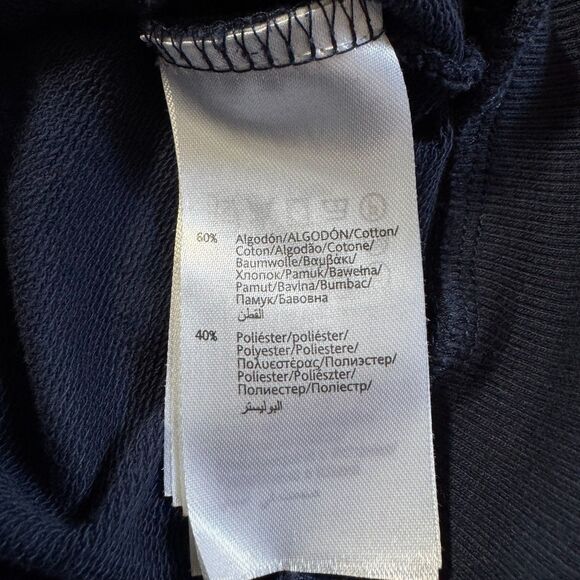 60% Algodón/ALGODÓN/Cotton/
Coton/Algodão/Cotone/
Baumwolle/Βαμβάκι/
Хлопок/Pamuk/Bawełna/
Pamut/Bavlna/Bumbac/
Памук/Бавовна
القطن
40% Poliéster/poliéster/
Polyester/Poliestere/
Πολυεστέρας/Полиэстер/
Poliester/Poliészter/
Полиестер/Поліестр/
البوليستر